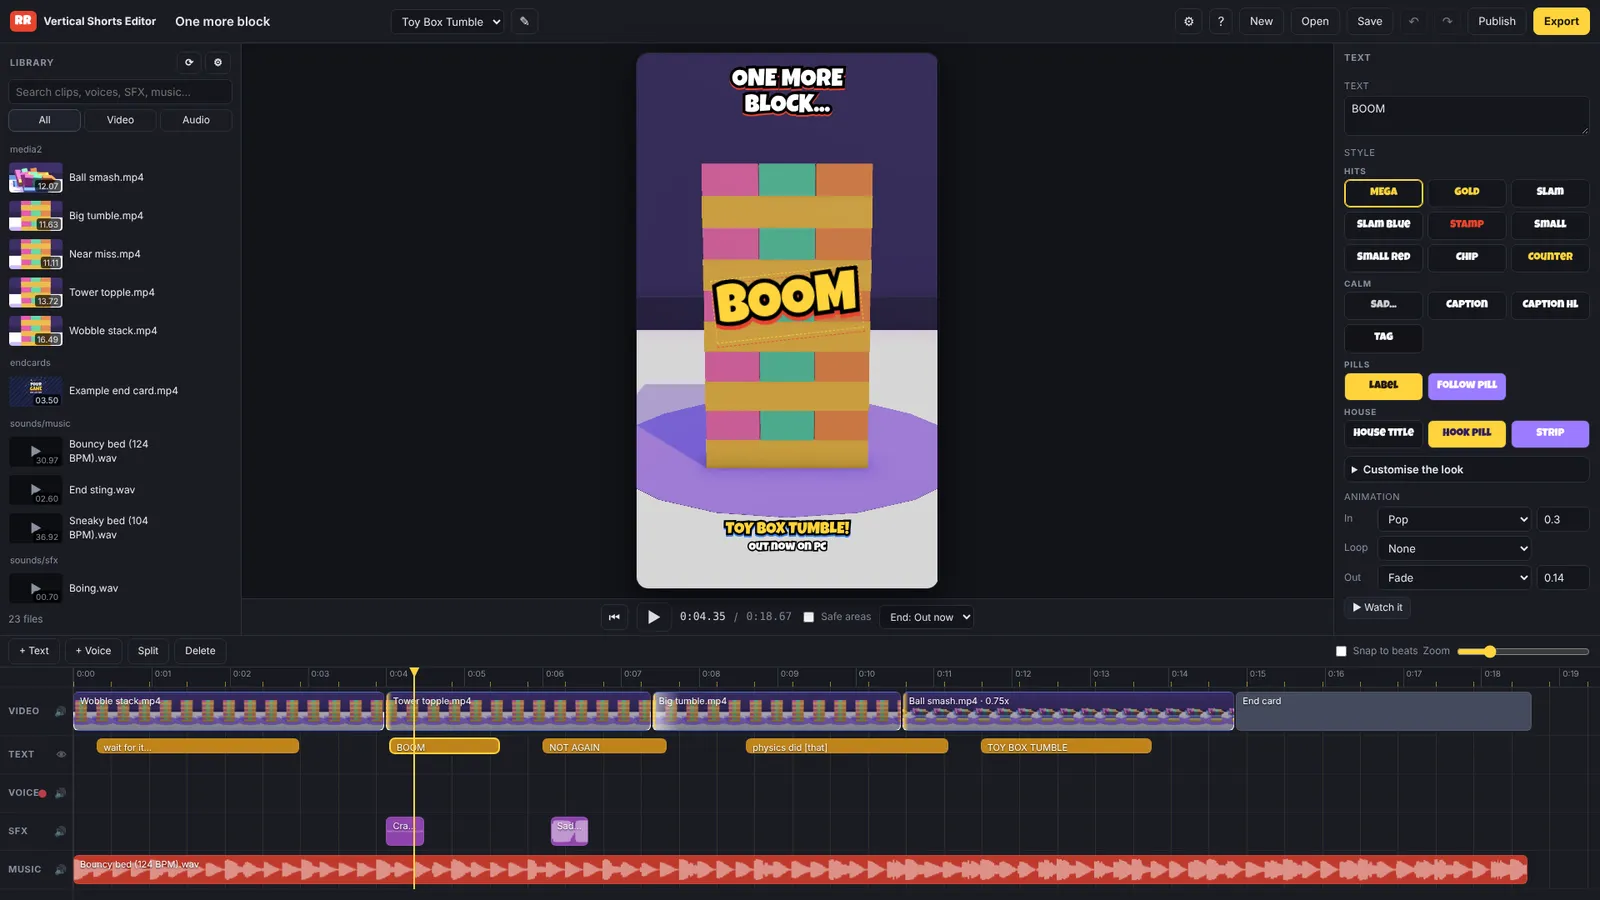 RR Vertical Shorts Editor One more block Toy Box Tumble ✎ ⚙ ? New Open Save Publish Export
LIBRARY
Search clips, voices, SFX, music...
All Video Audio
media2
12.07 Ball smash.mp4
11.63 Big tumble.mp4
11.11 Near miss.mp4
13.72 Tower topple.mp4
16.49 Wobble stack.mp4
endcards
YOUR GAME
03.50 Example end card.mp4
sounds/music
Bouncy bed (124
BPM).wav
30.97
02.60 End sting.wav
Sneaky bed (104
BPM).wav
36.92
sounds/sfx
00.70 Boing.wav
23 files
ONE MORE
BLOCK...
BOOM
TOY BOX TUMBLE!
OUT NOW ON PC
0:04.35 / 0:18.67 Safe areas End: Out now
TEXT
TEXT
BOOM
STYLE
HITS
MEGA GOLD SLAM
SLAM BLUE STAMP SMALL
SMALL RED CHIP COUNTER
CALM
SAD... CAPTION CAPTION HL
TAG
PILLS
LABEL FOLLOW PILL
HOUSE
HOUSE TITLE HOOK PILL STRIP
Customise the look
ANIMATION
In Pop 0.3
Loop None
Out Fade 0.14
Watch it
+ Text + Voice Split Delete Snap to beats Zoom
0:00 0:01 0:02 0:03 0:04 0:05 0:06 0:07 0:08 0:09 0:10 0:11 0:12 0:13 0:14 0:15 0:16 0:17 0:18 0:19
VIDEO Wobble stack.mp4 Tower topple.mp4 Big tumble.mp4 Ball smash.mp4 · 0.75x End card
TEXT wait for it... BOOM NOT AGAIN physics did [that] TOY BOX TUMBLE
VOICE
SFX Cra... Sad...
MUSIC Bouncy bed (124 BPM).wav